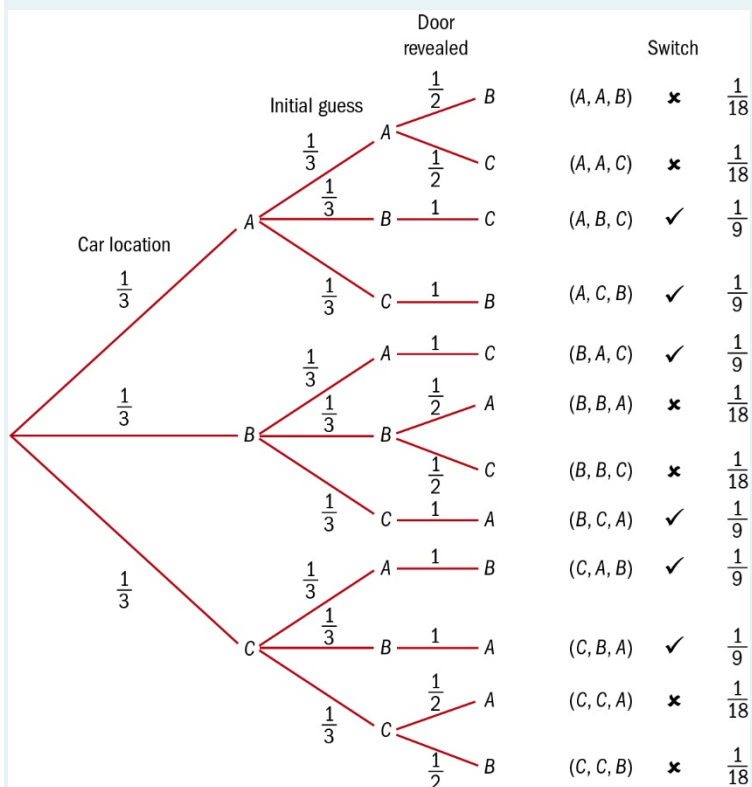 Door
revealed
Switch
Initial guess
Car location
1/3 A 1/3 A 1/2 B (A, A, B) ✘ 1/18
1/2 C (A, A, C) ✘ 1/18
1/3 B 1 C (A, B, C) ✓ 1/9
1/3 C 1 B (A, C, B) ✓ 1/9
1/3 B 1/3 A 1 C (B, A, C) ✓ 1/9
1/3 B 1/2 A (B, B, A) ✘ 1/18
1/2 C (B, B, C) ✘ 1/18
1/3 C 1 A (B, C, A) ✓ 1/9
1/3 C 1/3 A 1 B (C, A, B) ✓ 1/9
1/3 B 1 A (C, B, A) ✓ 1/9
1/3 C 1/2 A (C, C, A) ✘ 1/18
1/2 B (C, C, B) ✘ 1/18